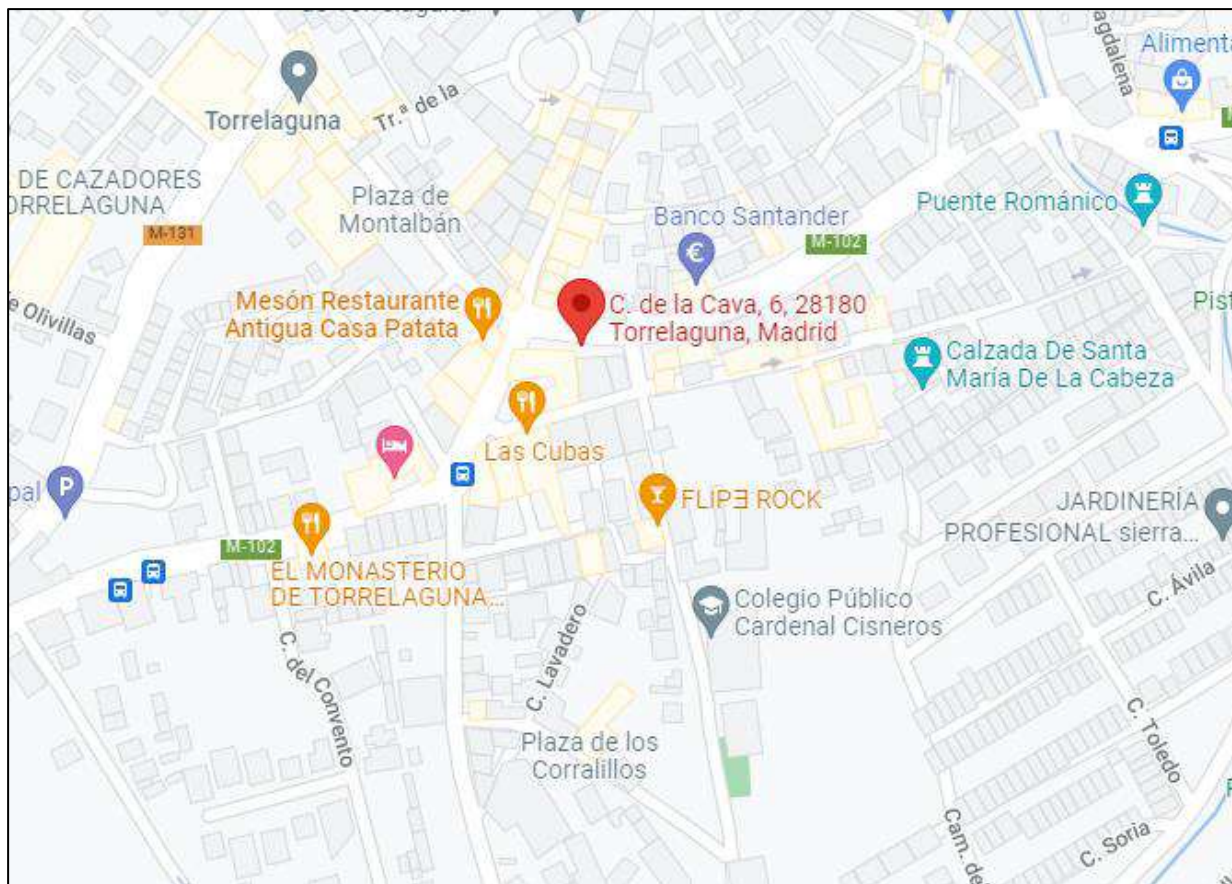 Torrelaguna
Tr.ª de la
DE CAZADORES
ORRELAGUNA
M-131
Plaza de
Montalbán
Banco Santander
M-102
agdalena
Alimenta
Puente Románico
e Olivillas
Mesón Restaurante
Antigua Casa Patata
C. de la Cava, 6, 28180
Torrelaguna, Madrid
Pist
Calzada De Santa
María De La Cabeza
Las Cubas
pal
P
FLIPƎ ROCK
JARDINERÍA
PROFESIONAL sierra...
M-102
EL MONASTERIO
DE TORRELAGUNA...
Colegio Público
Cardenal Cisneros
C. Ávila
C. del Convento
C. Lavadero
Plaza de los
Corralillos
C. Toledo
Cam. de
C. Soria